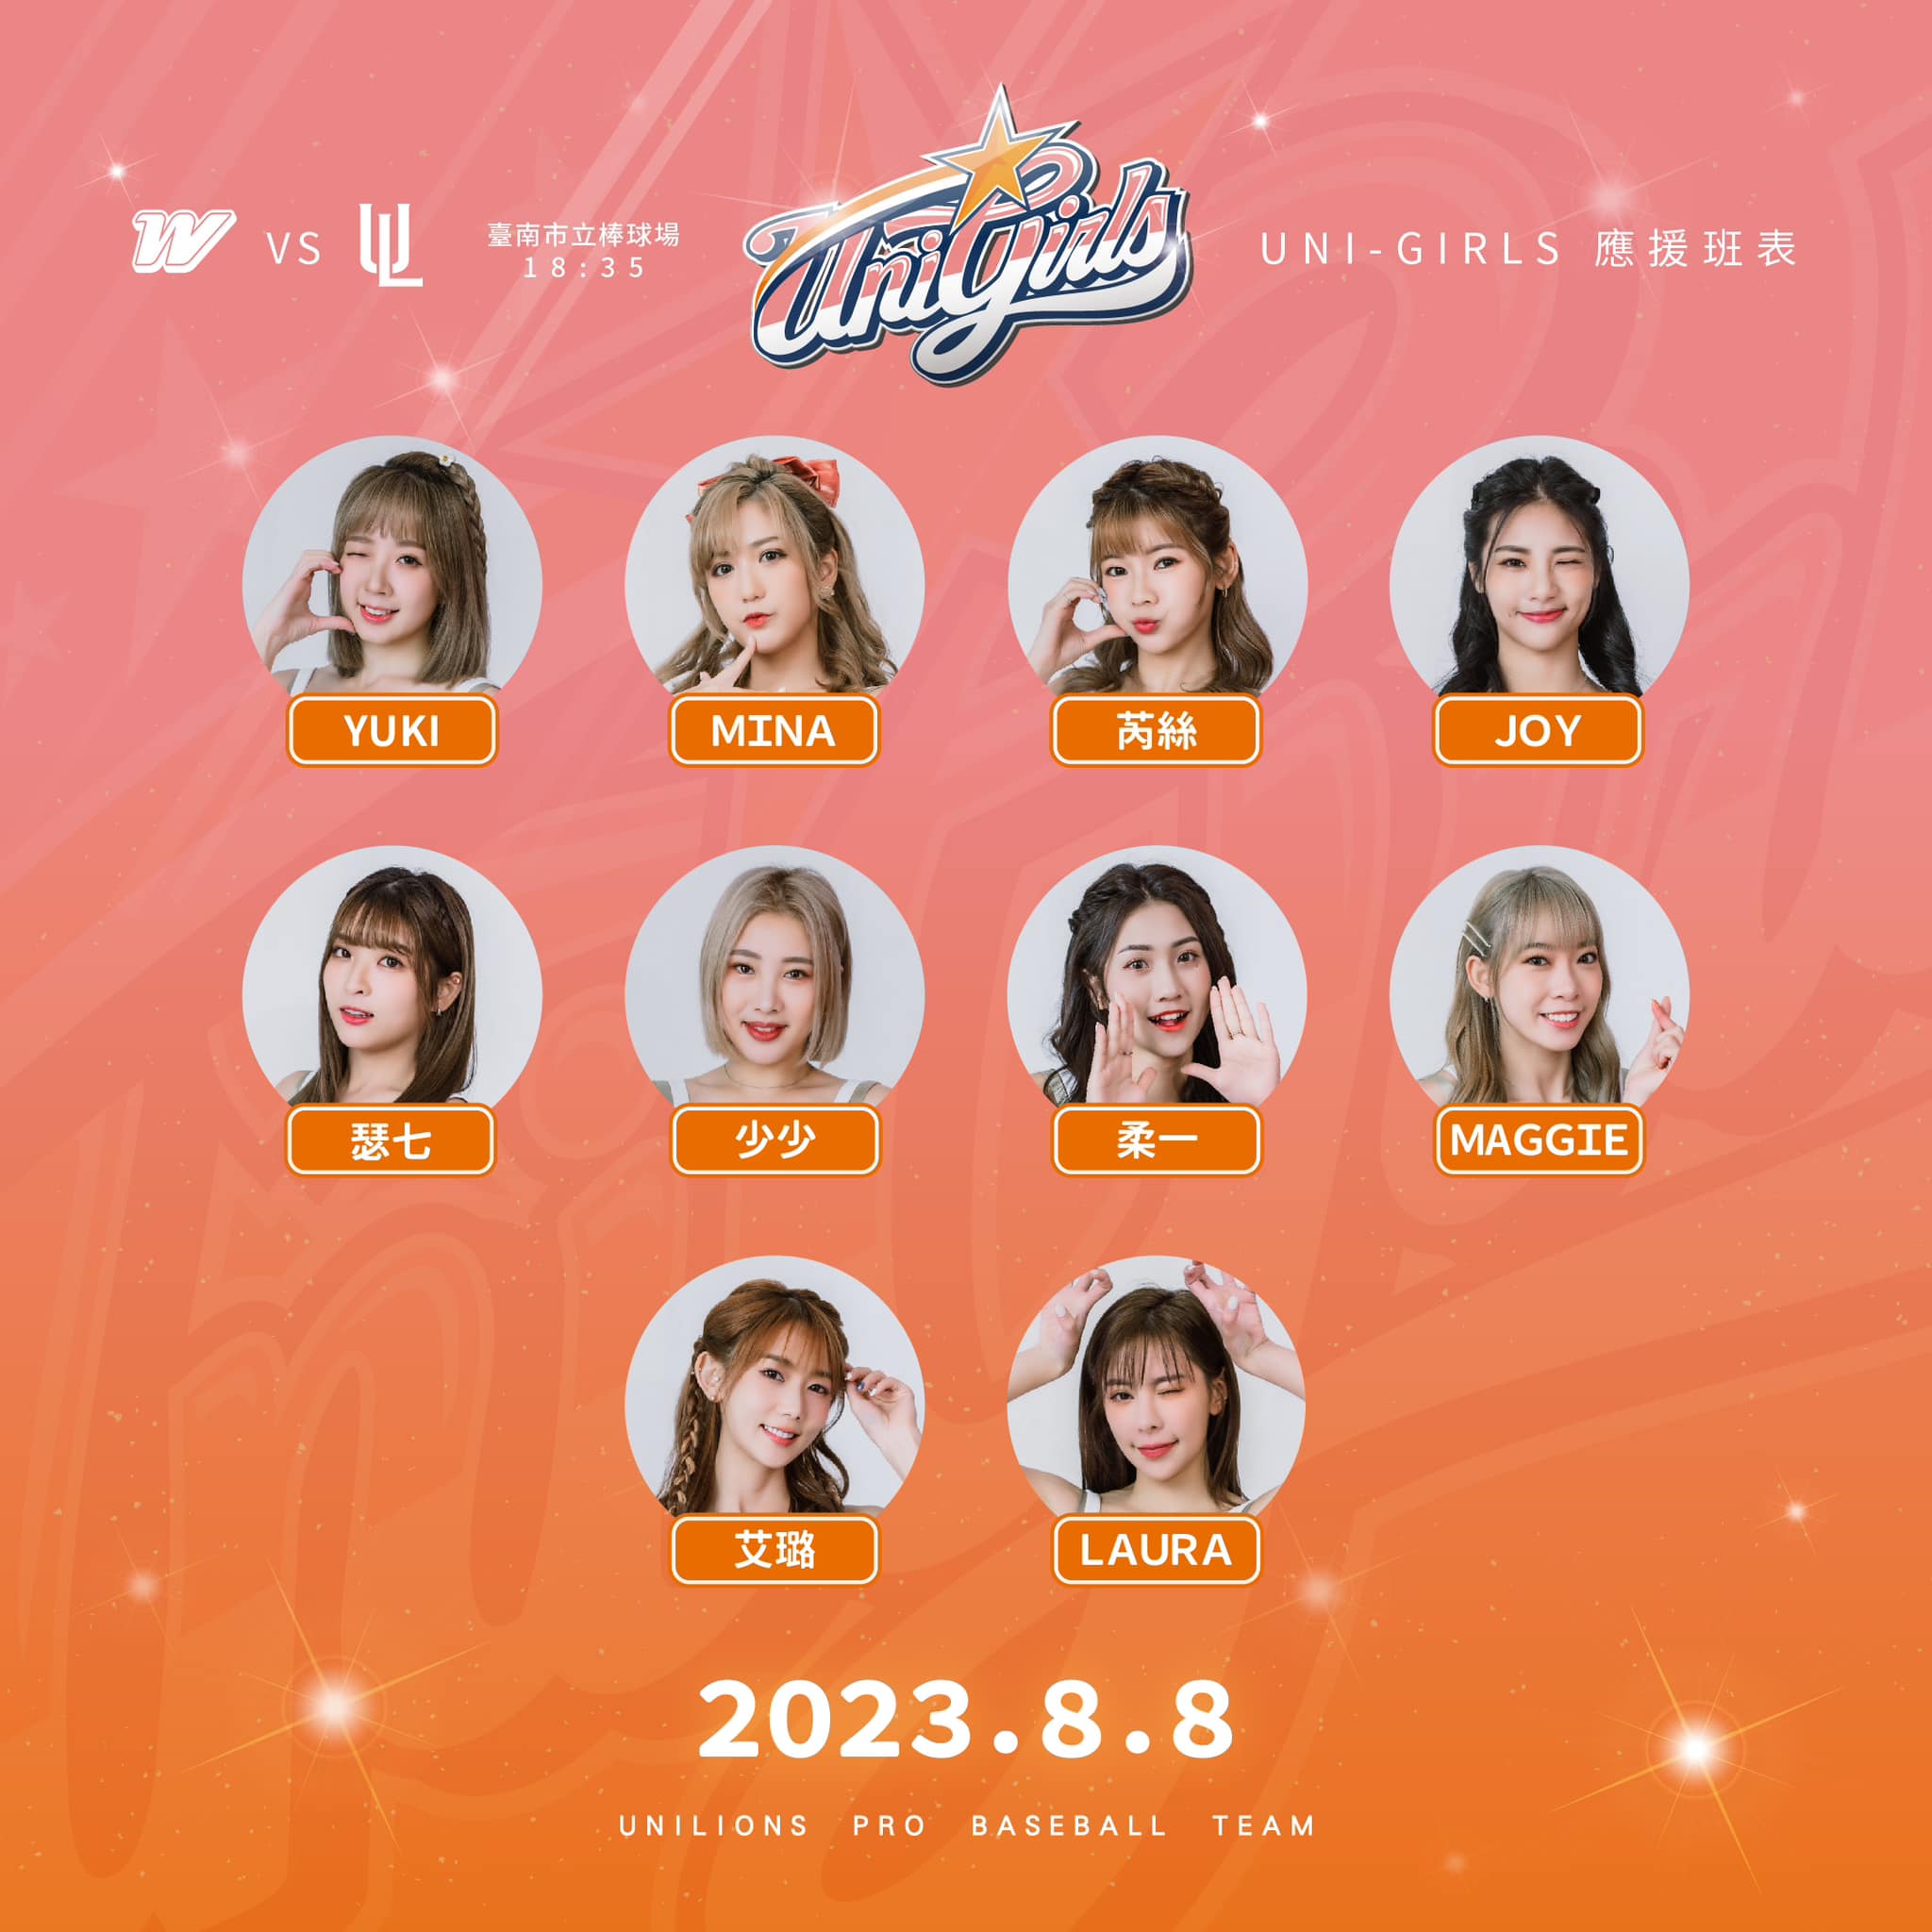 W VS UL
臺南市立棒球場
18:35
UniGirls
UNI-GIRLS 應援班表
YUKI
MINA
芮絲
JOY
瑟七
少少
柔一
MAGGIE
艾璐
LAURA
2023.8.8
UNILIONS PRO BASEBALL TEAM